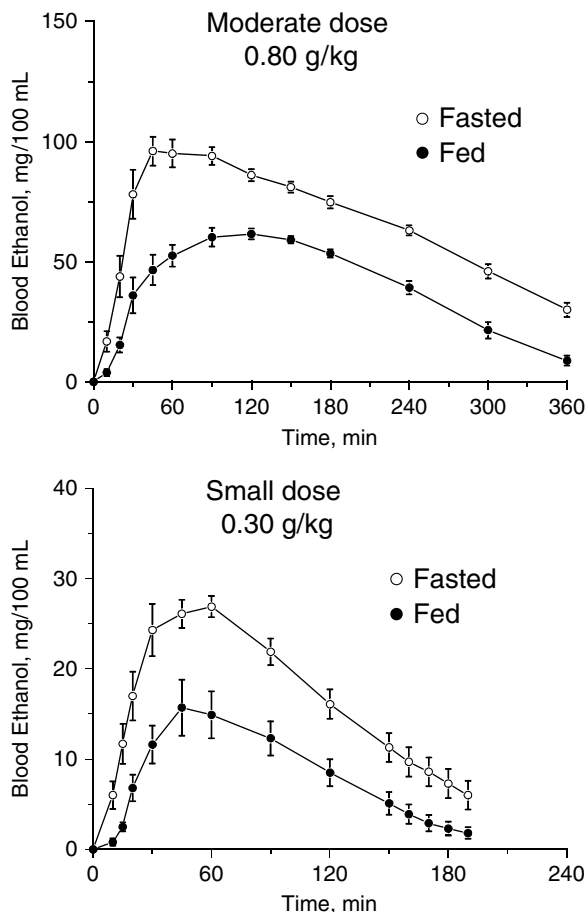 Moderate dose
0.80 g/kg
Fasted
Fed
Blood Ethanol, mg/100 mL
150
100
50
0
0 60 120 180 240 300 360
Time, min
Small dose
0.30 g/kg
Fasted
Fed
Blood Ethanol, mg/100 mL
40
30
20
10
0
0 60 120 180 240
Time, min